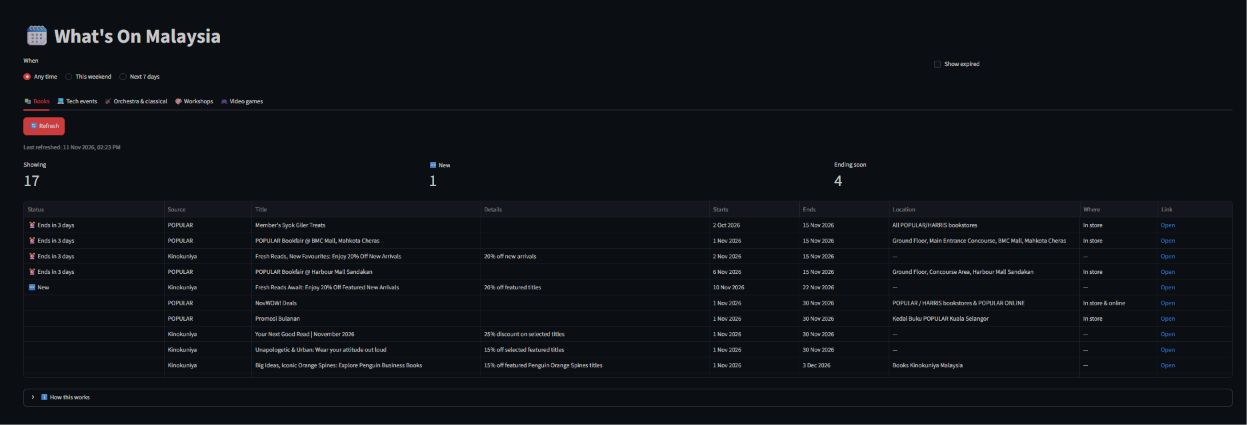 What's On Malaysia
When
Any time This weekend Next 7 days
Show expired
Books Tech events Orchestra & classical Workshops Video games
Refresh
Last refreshed: 11 Nov 2026, 02:23 PM
Showing New Ending soon
17 1 4
Status Source Title Details Starts Ends Location Where Link
Ends in 3 days POPULAR Member's Syok Giler Treats 2 Oct 2026 15 Nov 2026 All POPULAR/HARRIS bookstores In store Open
Ends in 3 days POPULAR POPULAR Bookfair @ BMC Mall, Mahkota Cheras 1 Nov 2026 15 Nov 2026 Ground Floor, Main Entrance Concourse, BMC Mall, Mahkota Cheras In store Open
Ends in 3 days Kinokuniya Fresh Reads, New Favourites: Enjoy 20% Off New Arrivals 20% off new arrivals 2 Nov 2026 15 Nov 2026 — — Open
Ends in 3 days POPULAR POPULAR Bookfair @ Harbour Mall Sandakan 6 Nov 2026 15 Nov 2026 Ground Floor, Concourse Area, Harbour Mall Sandakan In store Open
New Kinokuniya Fresh Reads Await: Enjoy 20% Off Featured New Arrivals 20% off featured titles 10 Nov 2026 22 Nov 2026 — — Open
POPULAR NovWOW! Deals 1 Nov 2026 30 Nov 2026 POPULAR / HARRIS bookstores & POPULAR ONLINE In store & online Open
POPULAR Promosi Bulanan 1 Nov 2026 30 Nov 2026 Kedai Buku POPULAR Kuala Selangor In store Open
Kinokuniya Your Next Good Read | November 2026 25% discount on selected titles 1 Nov 2026 30 Nov 2026 — — Open
Kinokuniya Unapologetic & Urban: Wear your attitude out loud 15% off selected featured titles 1 Nov 2026 30 Nov 2026 — — Open
Kinokuniya Big Ideas, Iconic Orange Spines: Explore Penguin Business Books 15% off featured Penguin Orange Spines titles 1 Nov 2026 3 Dec 2026 Books Kinokuniya Malaysia — Open
How this works